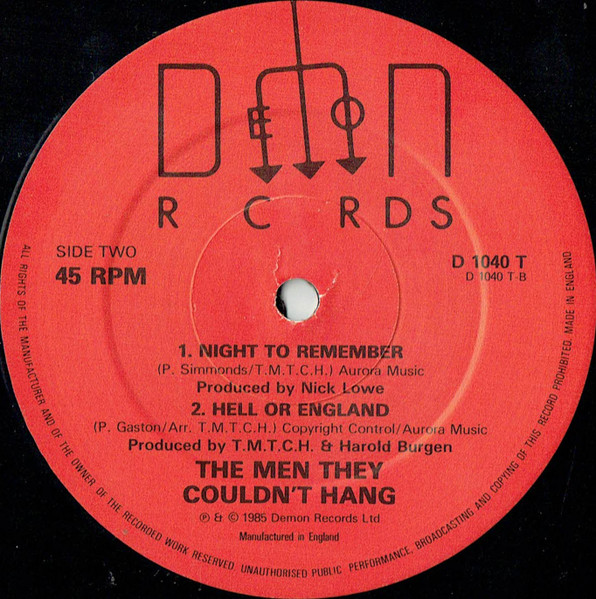 DEMON
RECORDS
SIDE TWO
45 RPM
D 1040 T
D 1040 T-B
1. NIGHT TO REMEMBER
(P. Simmonds/T.M.T.C.H.) Aurora Music
Produced by Nick Lowe
2. HELL OR ENGLAND
(P. Gaston/Arr. T.M.T.C.H.) Copyright Control/Aurora Music
Produced by T.M.T.C.H. & Harold Burgen
THE MEN THEY
COULDN'T HANG
℗ & © 1985 Demon Records Ltd
Manufactured in England
ALL RIGHTS OF THE MANUFACTURER AND OF THE OWNER OF THE RECORDED WORK RESERVED. UNAUTHORISED PUBLIC PERFORMANCE, BROADCASTING AND COPYING OF THIS RECORD PROHIBITED. MADE IN ENGLAND